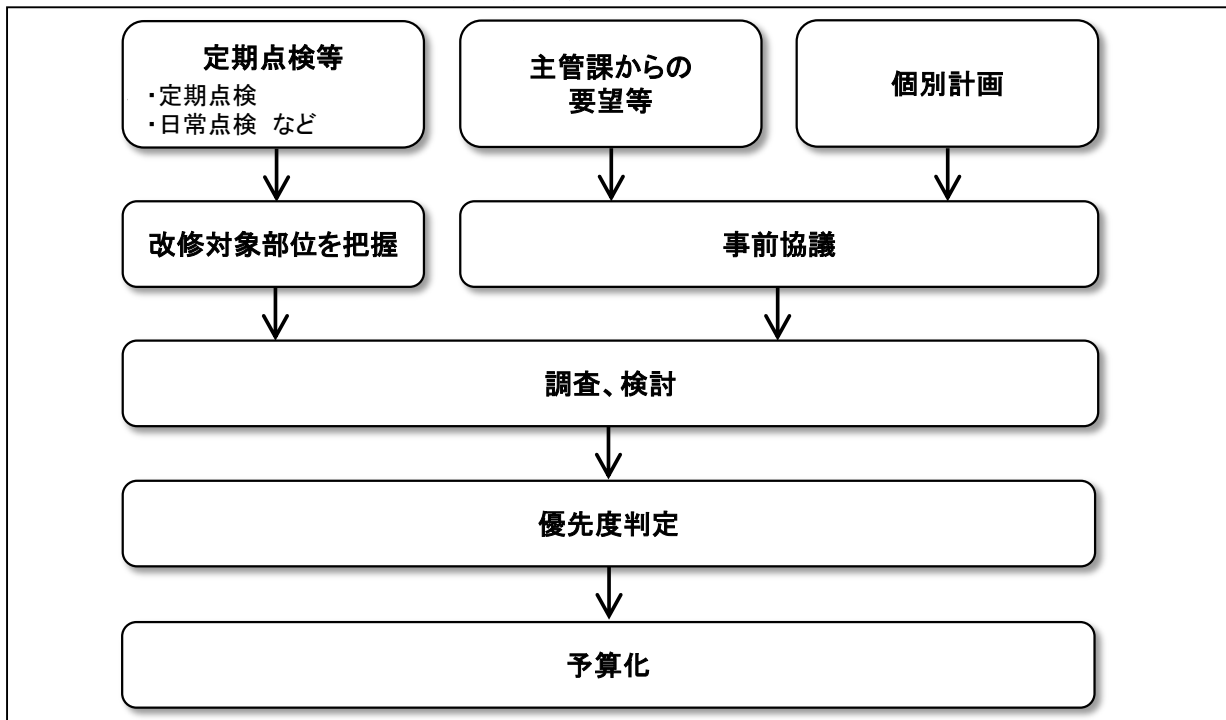 定期点検等
・定期点検
・日常点検 など
主管課からの
要望等
個別計画
改修対象部位を把握
事前協議
調査、検討
優先度判定
予算化